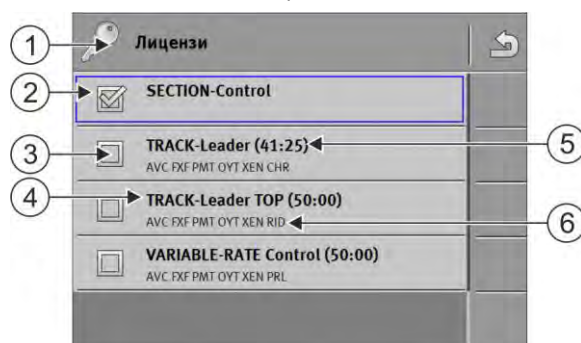 1
Лицензи
2
SECTION-Control
3
TRACK-Leader (41:25)
5
AVC FXF PMT OYT XEN CHR
4
TRACK-Leader TOP (50:00)
AVC FXF PMT OYT XEN RID
6
VARIABLE-RATE Control (50:00)
AVC FXF PMT OYT XEN PRL